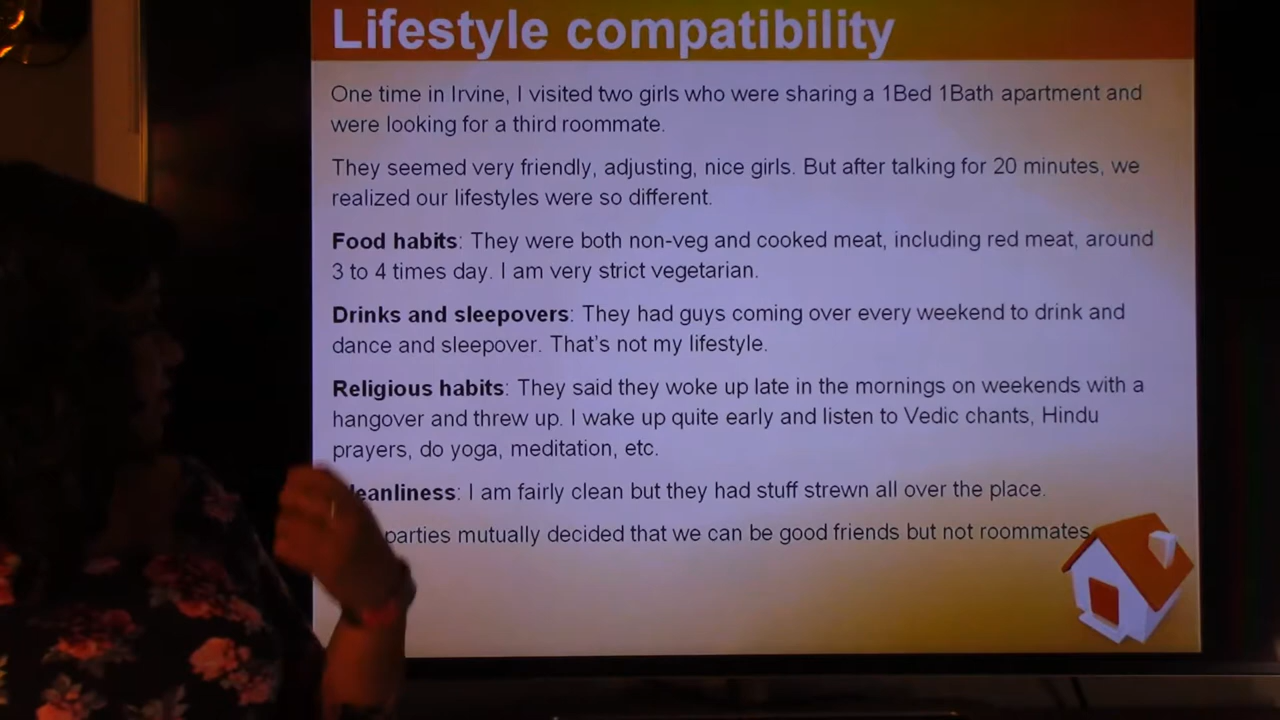 Lifestyle compatibility
One time in Irvine, I visited two girls who were sharing a 1Bed 1Bath apartment and
were looking for a third roommate.
They seemed very friendly, adjusting, nice girls. But after talking for 20 minutes, we
realized our lifestyles were so different.
Food habits: They were both non-veg and cooked meat, including red meat, around
3 to 4 times day. I am very strict vegetarian.
Drinks and sleepovers: They had guys coming over every weekend to drink and
dance and sleepover. That's not my lifestyle.
Religious habits: They said they woke up late in the mornings on weekends with a
hangover and threw up. I wake up quite early and listen to Vedic chants, Hindu
prayers, do yoga, meditation, etc.
leanliness: I am fairly clean but they had stuff strewn all over the place.
parties mutually decided that we can be good friends but not roommates